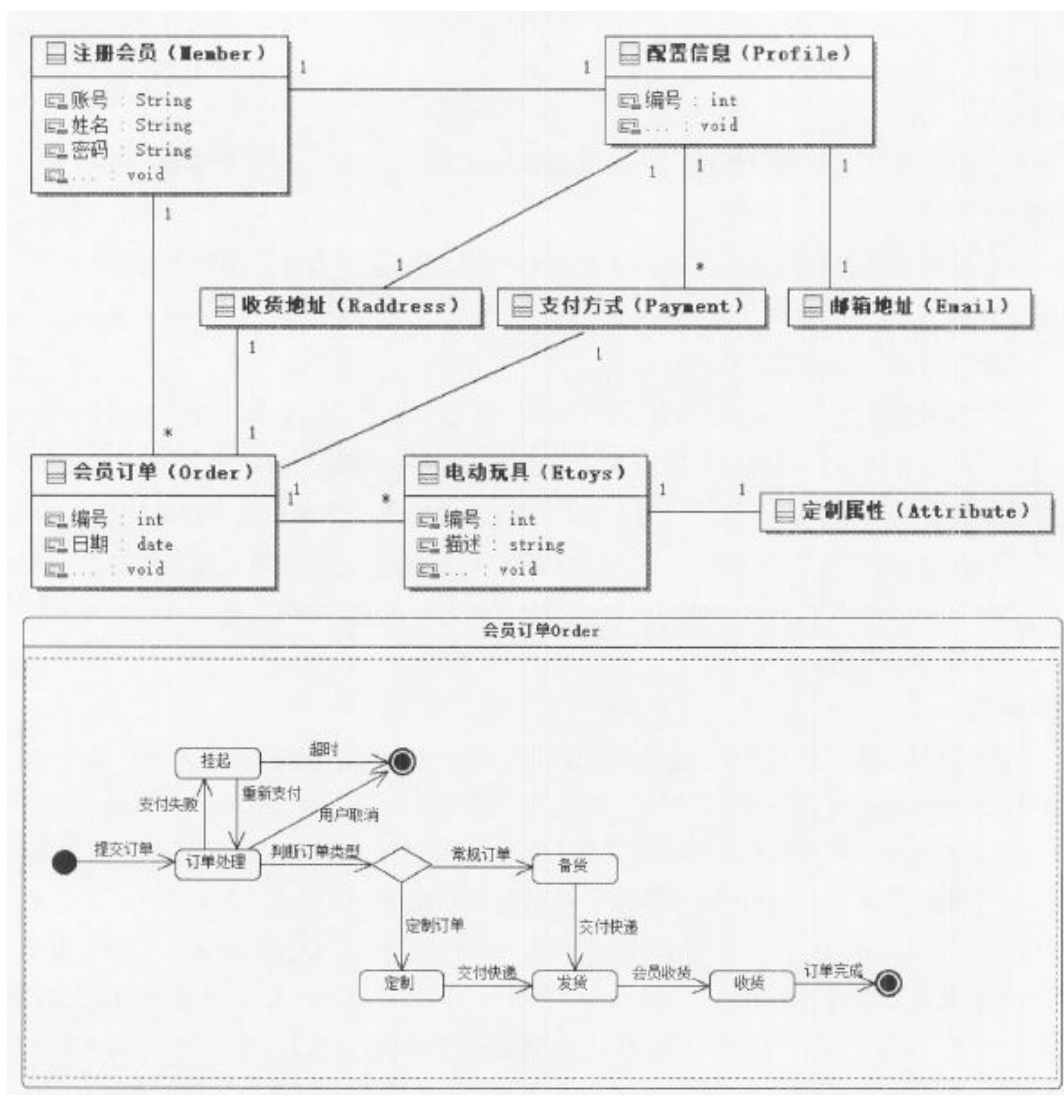 注册会员（Member）
账号 : String
姓名 : String
密码 : String
... : void
1
1
配置信息（Profile）
编号 : int
... : void
1
1
1
1
1
*
1
收货地址（Raddress）
支付方式（Payment）
邮箱地址（Email）
1
1
*
1
会员订单（Order）
编号 : int
日期 : date
... : void
1
1
*
电动玩具（Etoys）
编号 : int
描述 : string
... : void
1
1
定制属性（Attribute）
会员订单Order
挂起
超时
支付失败
重新支付
用户取消
提交订单
订单处理
判断订单类型
常规订单
备货
定制订单
交付快递
定制
交付快递
发货
会员收货
收货
订单完成